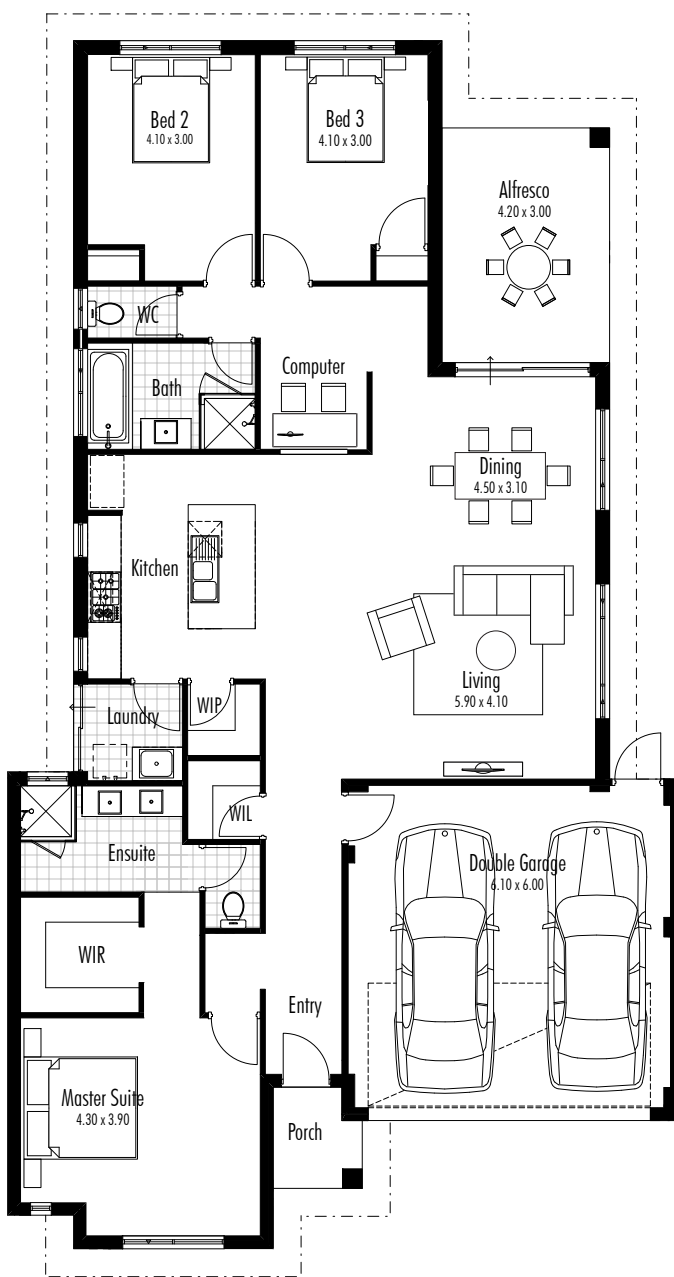 Bed 2
4.10 x 3.00
Bed 3
4.10 x 3.00
Alfresco
4.20 x 3.00
WC
Computer
Bath
Dining
4.50 x 3.10
Kitchen
Living
5.90 x 4.10
WIP
Laundry
WIL
Ensuite
Double Garage
6.10 x 6.00
WIR
Entry
Master Suite
4.30 x 3.90
Porch